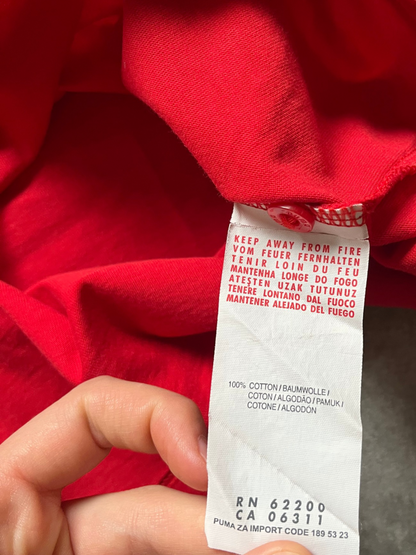 KEEP AWAY FROM FIRE
VOM FEUER FERNHALTEN
TENIR LOIN DU FEU
MANTENHA LONGE DO FOGO
ATEŞTEN UZAK TUTUNUZ
TENERE LONTANO DAL FUOCO
MANTENER ALEJADO DEL FUEGO
100% COTTON / BAUMWOLLE /
COTON / ALGODÃO / PAMUK /
COTONE / ALGODÓN
RN 62200
CA 06311
PUMA ZA IMPORT CODE 189 53 23